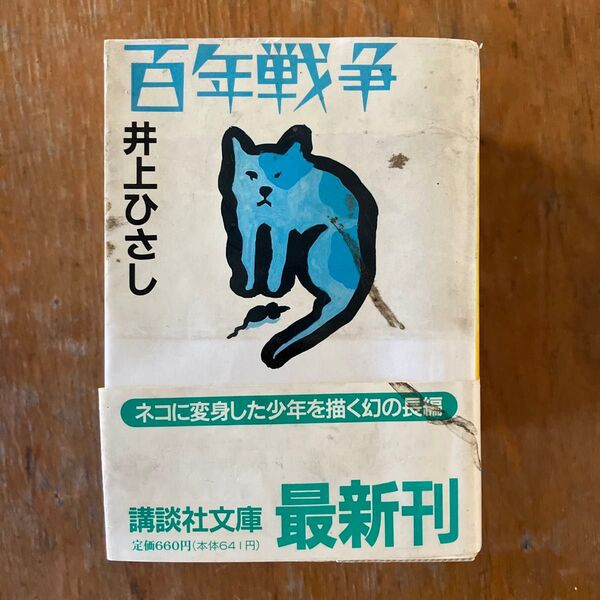 百年戦争
井上ひさし
ネコに変身した少年を描く幻の長編
講談社文庫
最新刊
定価660円(本体641円)